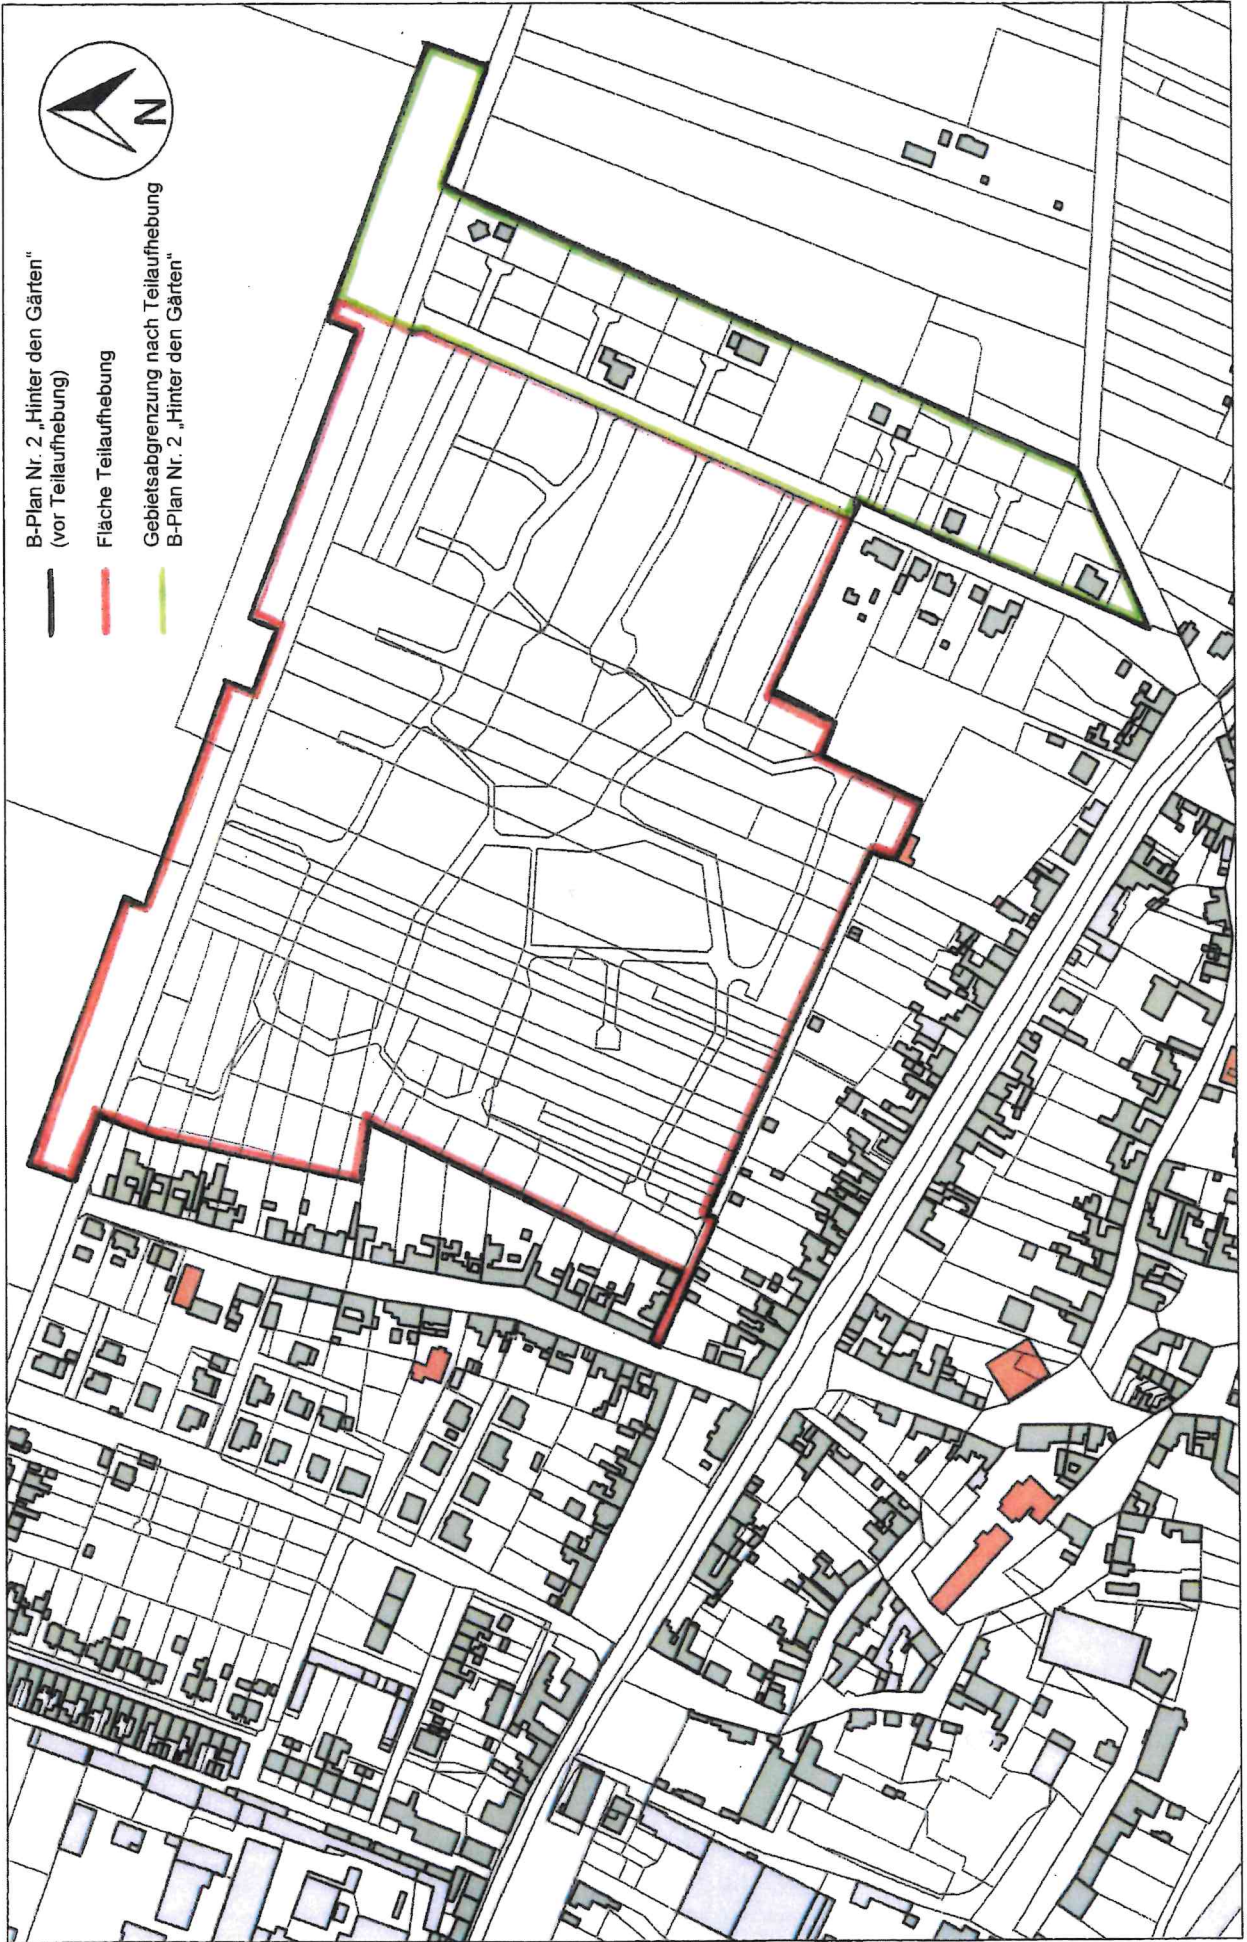 N
B-Plan Nr. 2 „Hinter den Gärten"
(vor Teilaufhebung)
Fläche Teilaufhebung
Gebietsabgrenzung nach Teilaufhebung
B-Plan Nr. 2 „Hinter den Gärten"